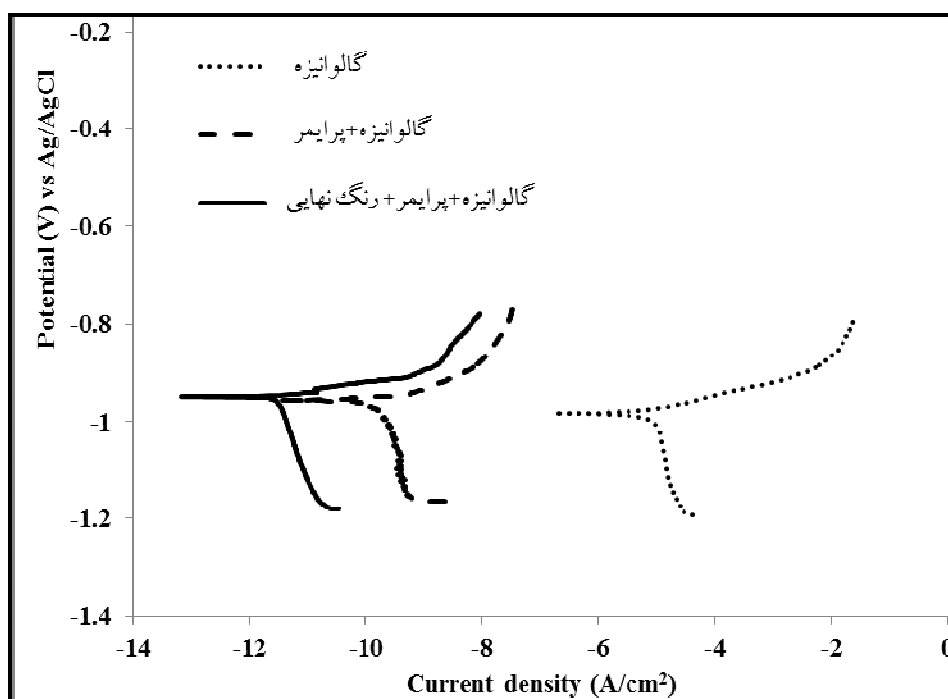 -0.2
-0.4
-0.6
-0.8
-1
-1.2
-1.4
Potential (V) vs Ag/AgCl
گالوانیزه
گالوانیزه+پرایمر
گالوانیزه+پرایمر+رنگ نهایی
-14 -12 -10 -8 -6 -4 -2 0
Current density (A/cm²)